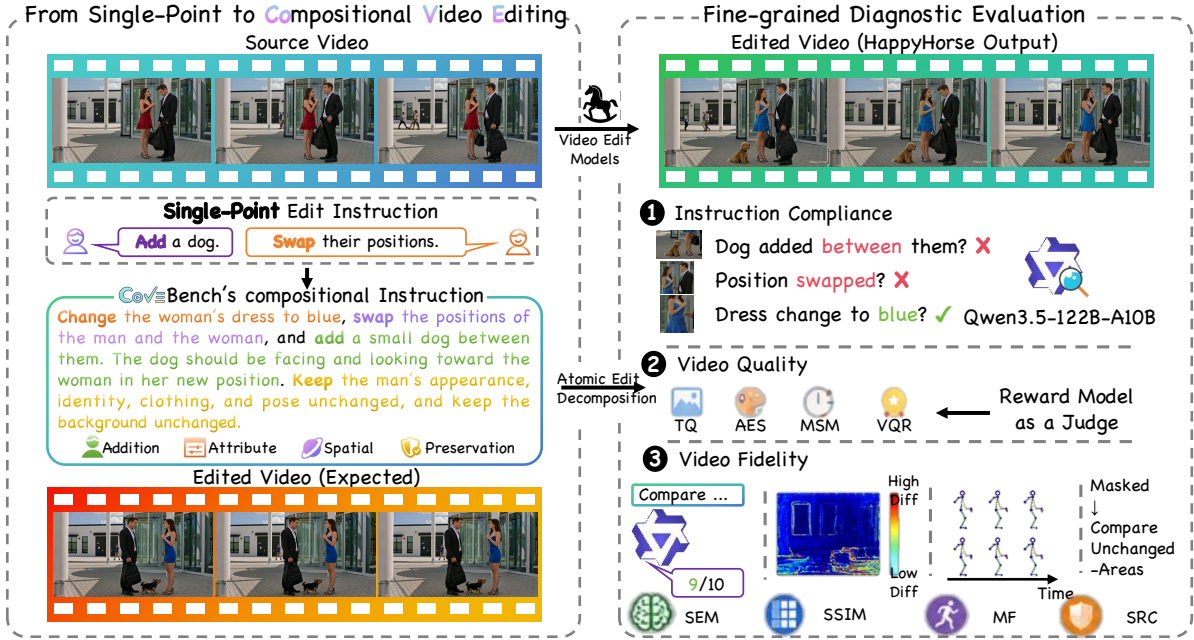 From Single-Point to Compositional Video Editing
Source Video
Single-Point Edit Instruction
Add a dog.
Swap their positions.
CoVEBench's compositional Instruction
Change the woman's dress to blue, swap the positions of
the man and the woman, and add a small dog between
them. The dog should be facing and looking toward the
woman in her new position. Keep the man's appearance,
identity, clothing, and pose unchanged, and keep the
background unchanged.
Addition
Attribute
Spatial
Preservation
Edited Video (Expected)
Video Edit
Models
Atomic Edit
Decomposition
Fine-grained Diagnostic Evaluation
Edited Video (HappyHorse Output)
1 Instruction Compliance
Dog added between them? ✗
Position swapped? ✗
Dress change to blue? ✓
Qwen3.5-122B-A10B
2 Video Quality
TQ
AES
MSM
VQR
Reward Model
as a Judge
3 Video Fidelity
Compare ...
9/10
High
Diff
Low
Diff
Time
Masked
↓
Compare
Unchanged
-Areas
SEM
SSIM
MF
SRC